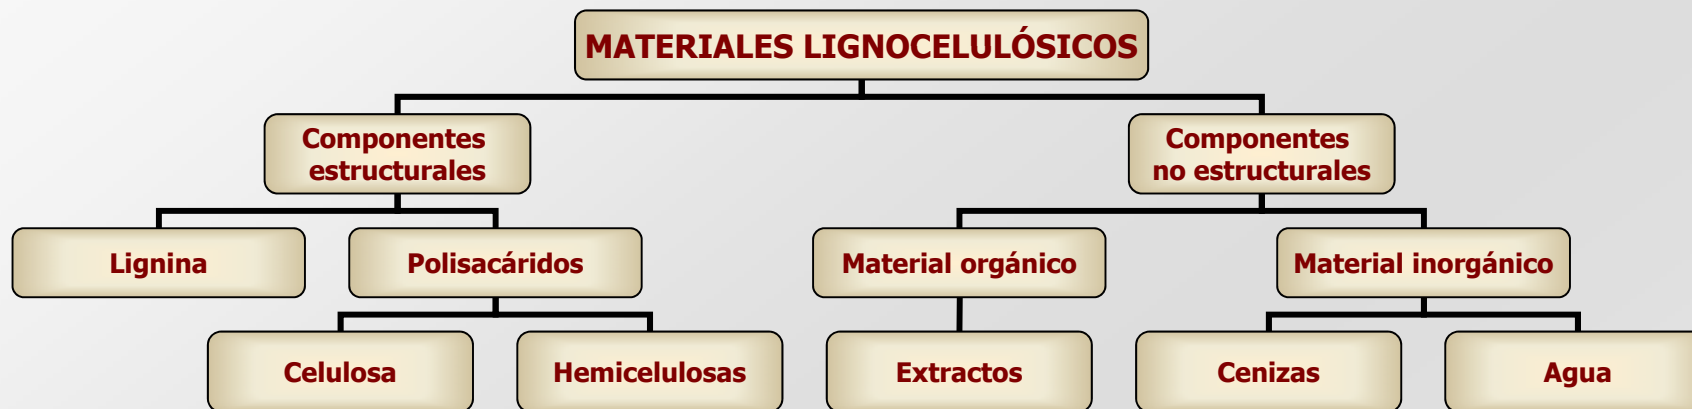 MATERIALES LIGNOCELULÓSICOS
Componentes
estructurales
Componentes
no estructurales
Lignina
Polisacáridos
Material orgánico
Material inorgánico
Celulosa
Hemicelulosas
Extractos
Cenizas
Agua